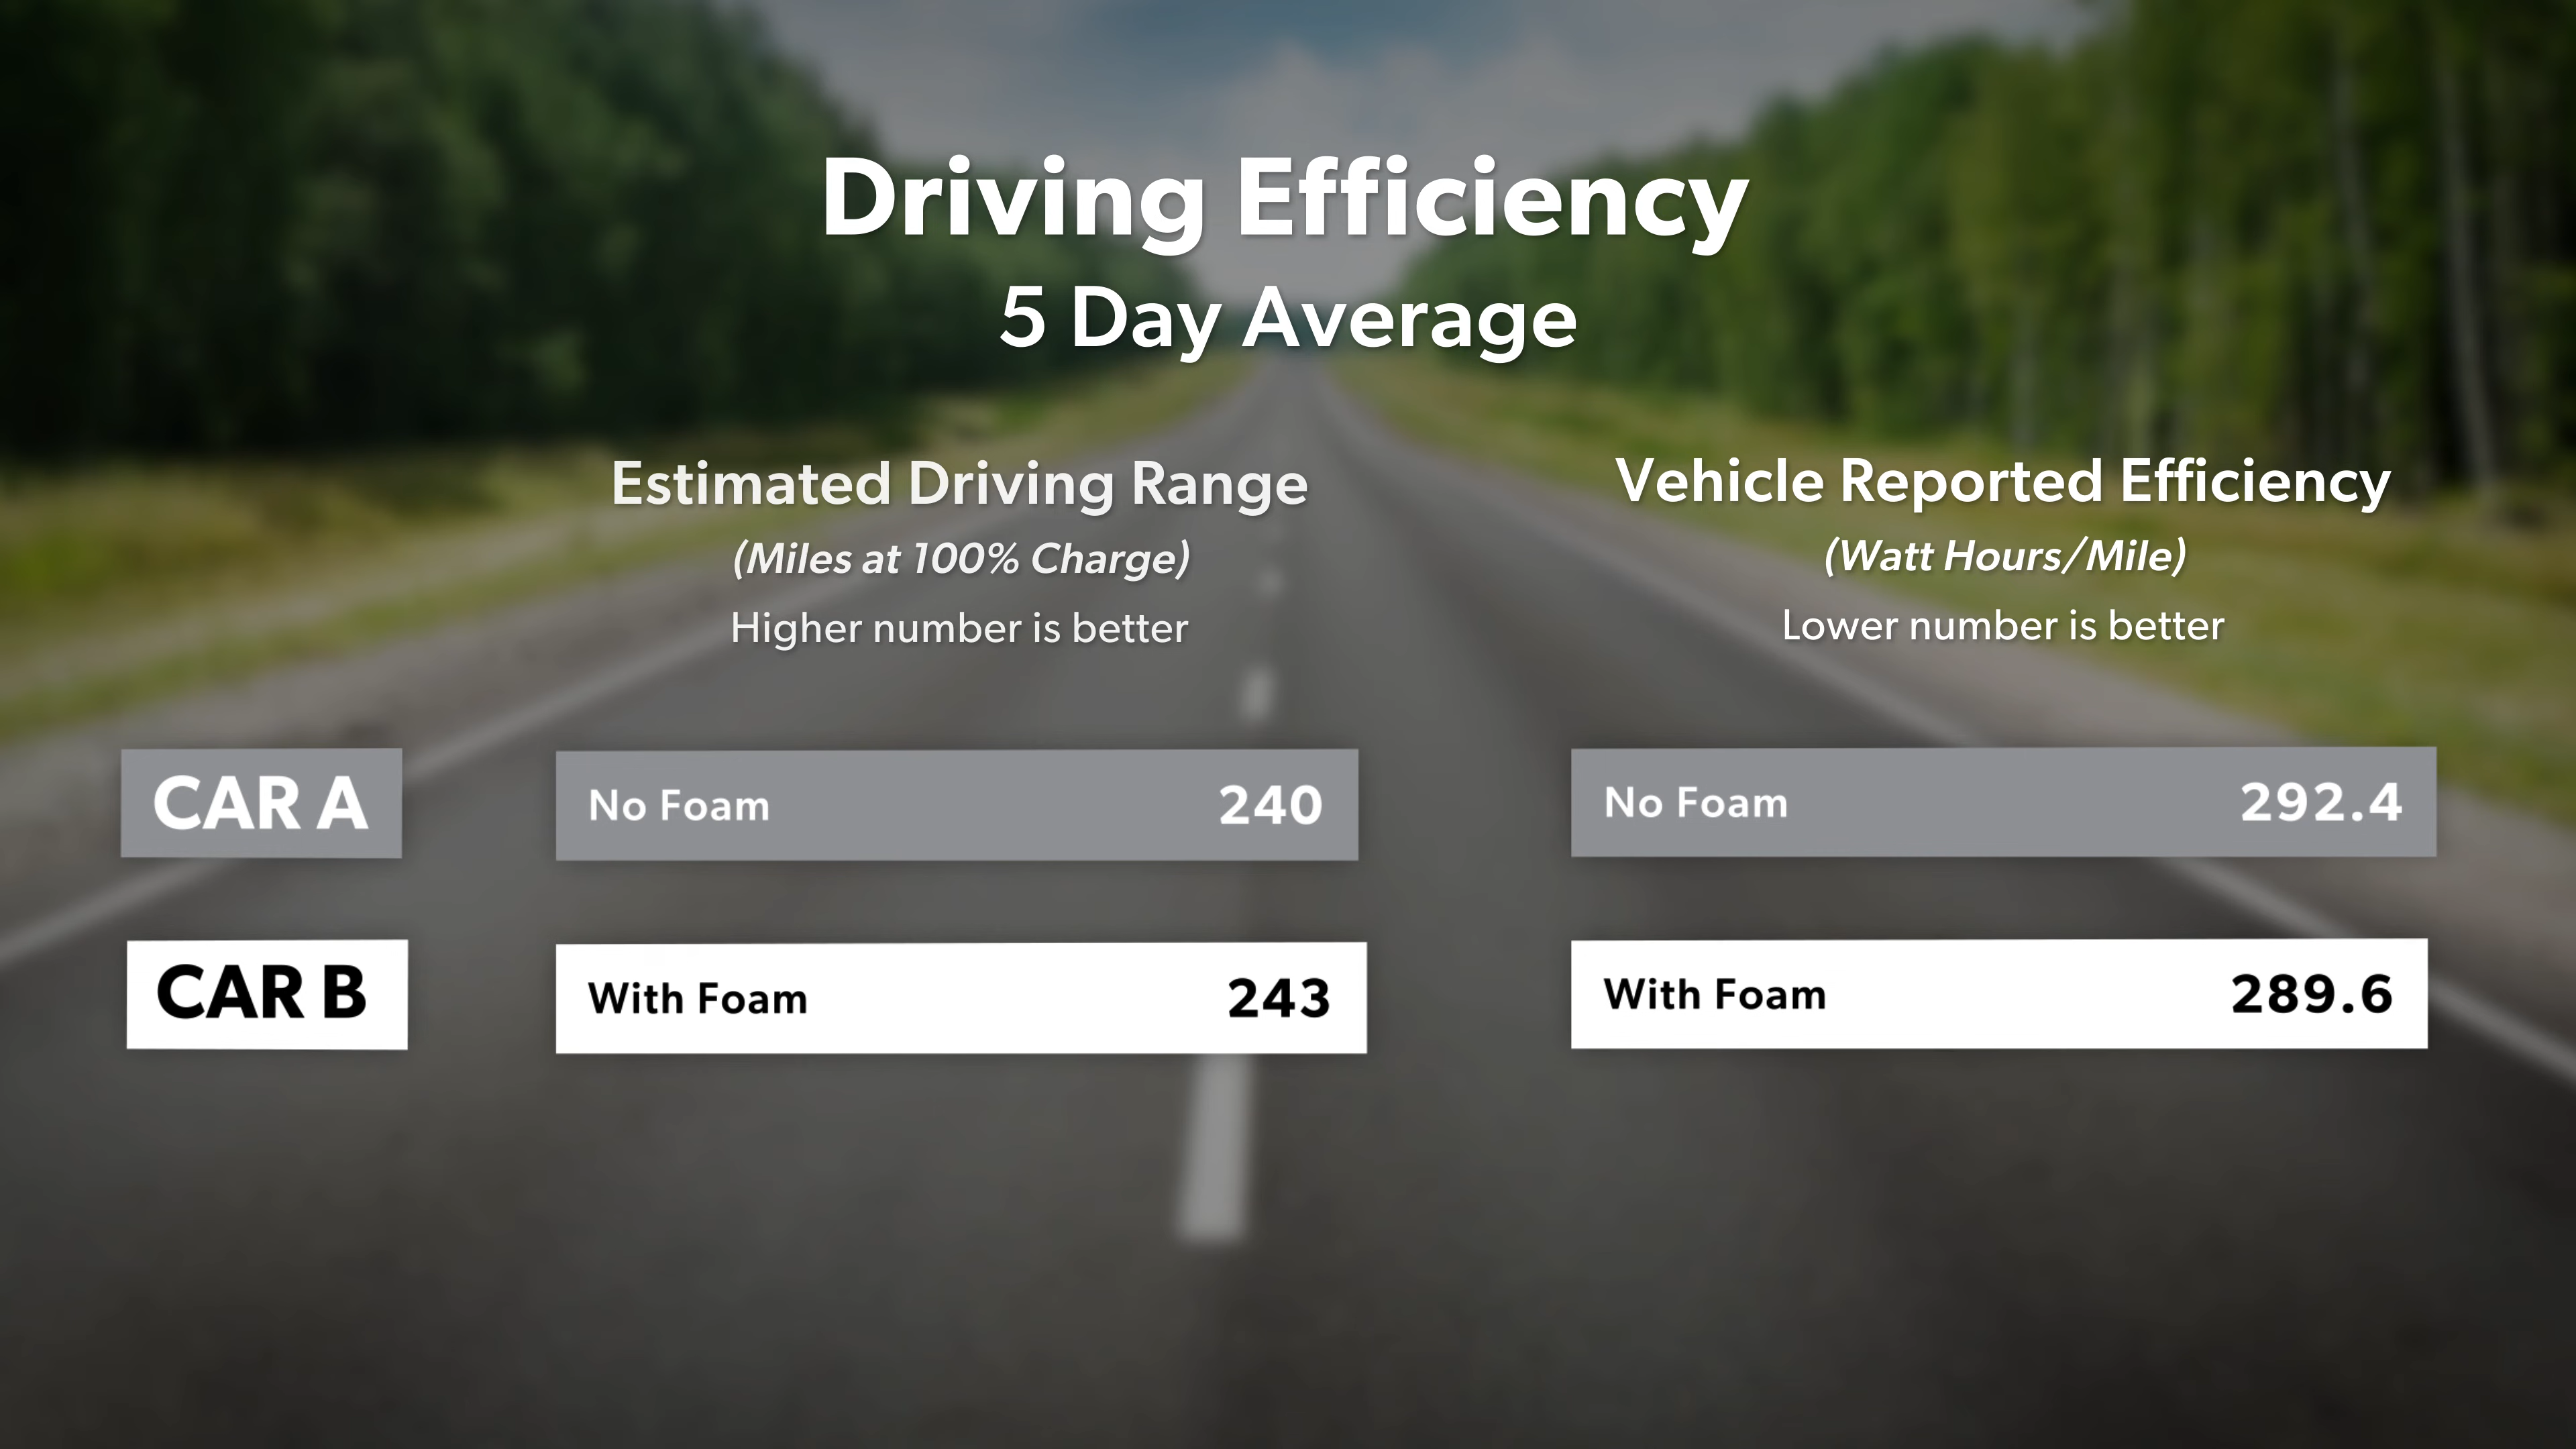 Driving Efficiency
5 Day Average
Estimated Driving Range
(Miles at 100% Charge)
Higher number is better
Vehicle Reported Efficiency
(Watt Hours/Mile)
Lower number is better
CAR A
No Foam 240
No Foam 292.4
CAR B
With Foam 243
With Foam 289.6